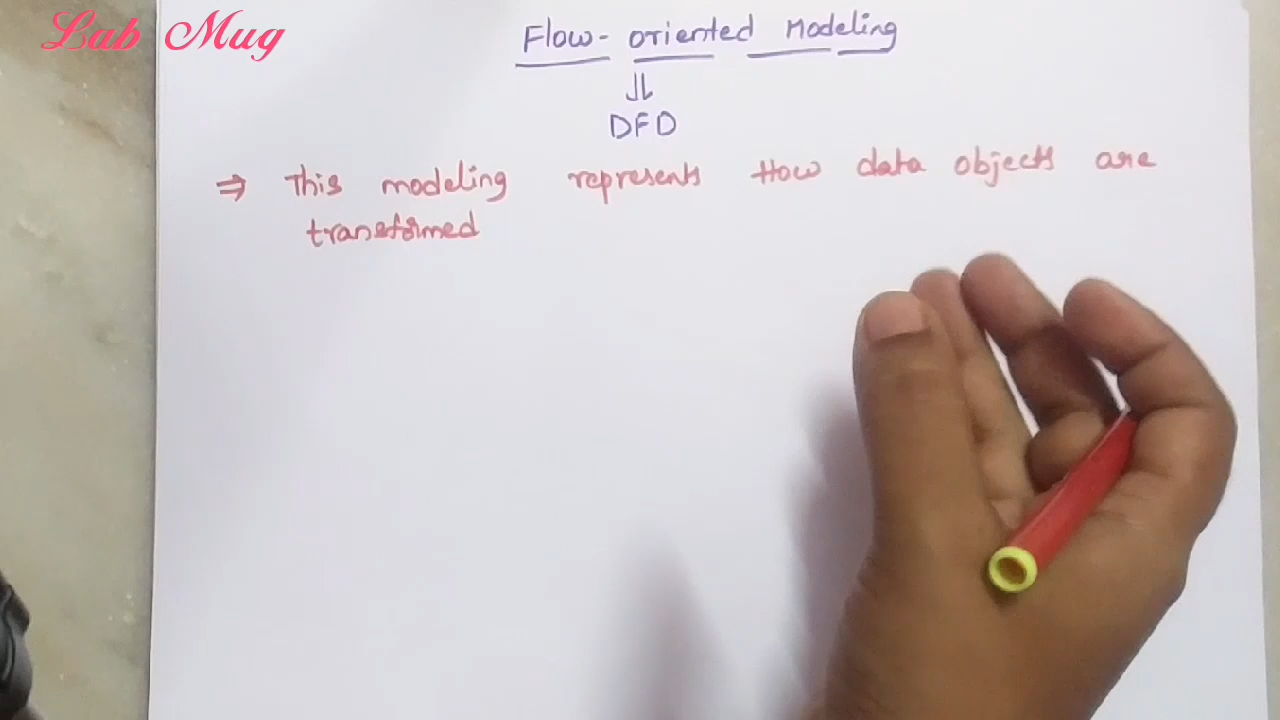 Lab Mug
Flow-oriented Modeling
⇓
DFD
⇒ This modeling represents How data objects are
transformed